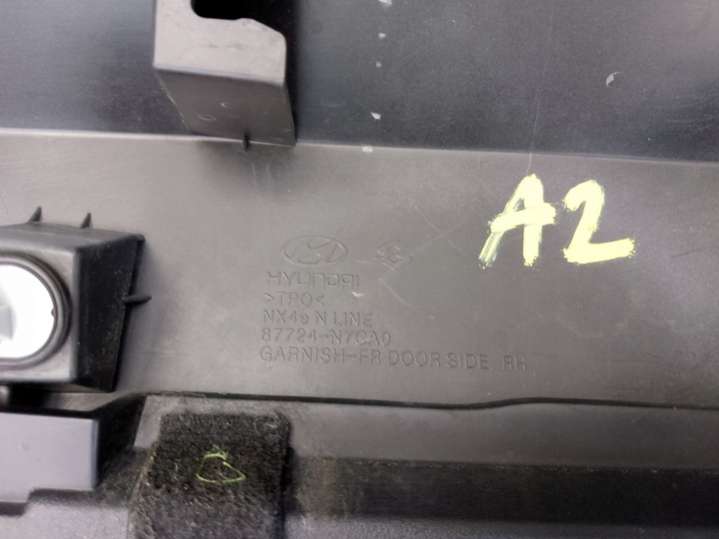 A2
HYUNDAI
>TPO<
NX4e N LINE
87724-N7CA0
GARNISH-FR DOOR SIDE RH